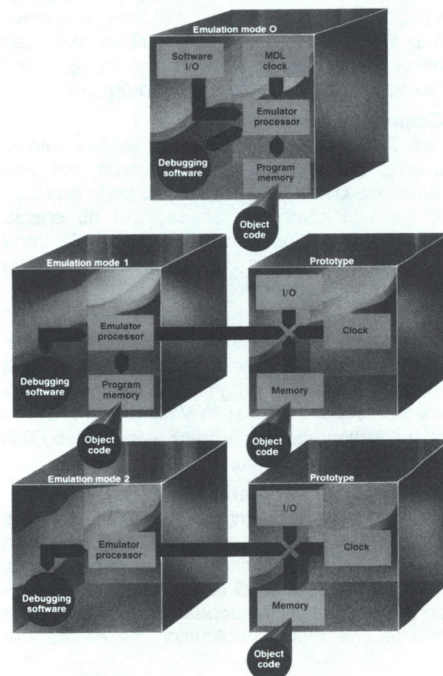 Emulation mode O
Software
I/O
MDL
clock
Emulator
processor
Debugging
software
Program
memory
Object
code
Emulation mode 1
Emulator
processor
Debugging
software
Program
memory
Object
code
Prototype
I/O
Clock
Memory
Object
code
Emulation mode 2
Emulator
processor
Debugging
software
Prototype
I/O
Clock
Memory
Object
code